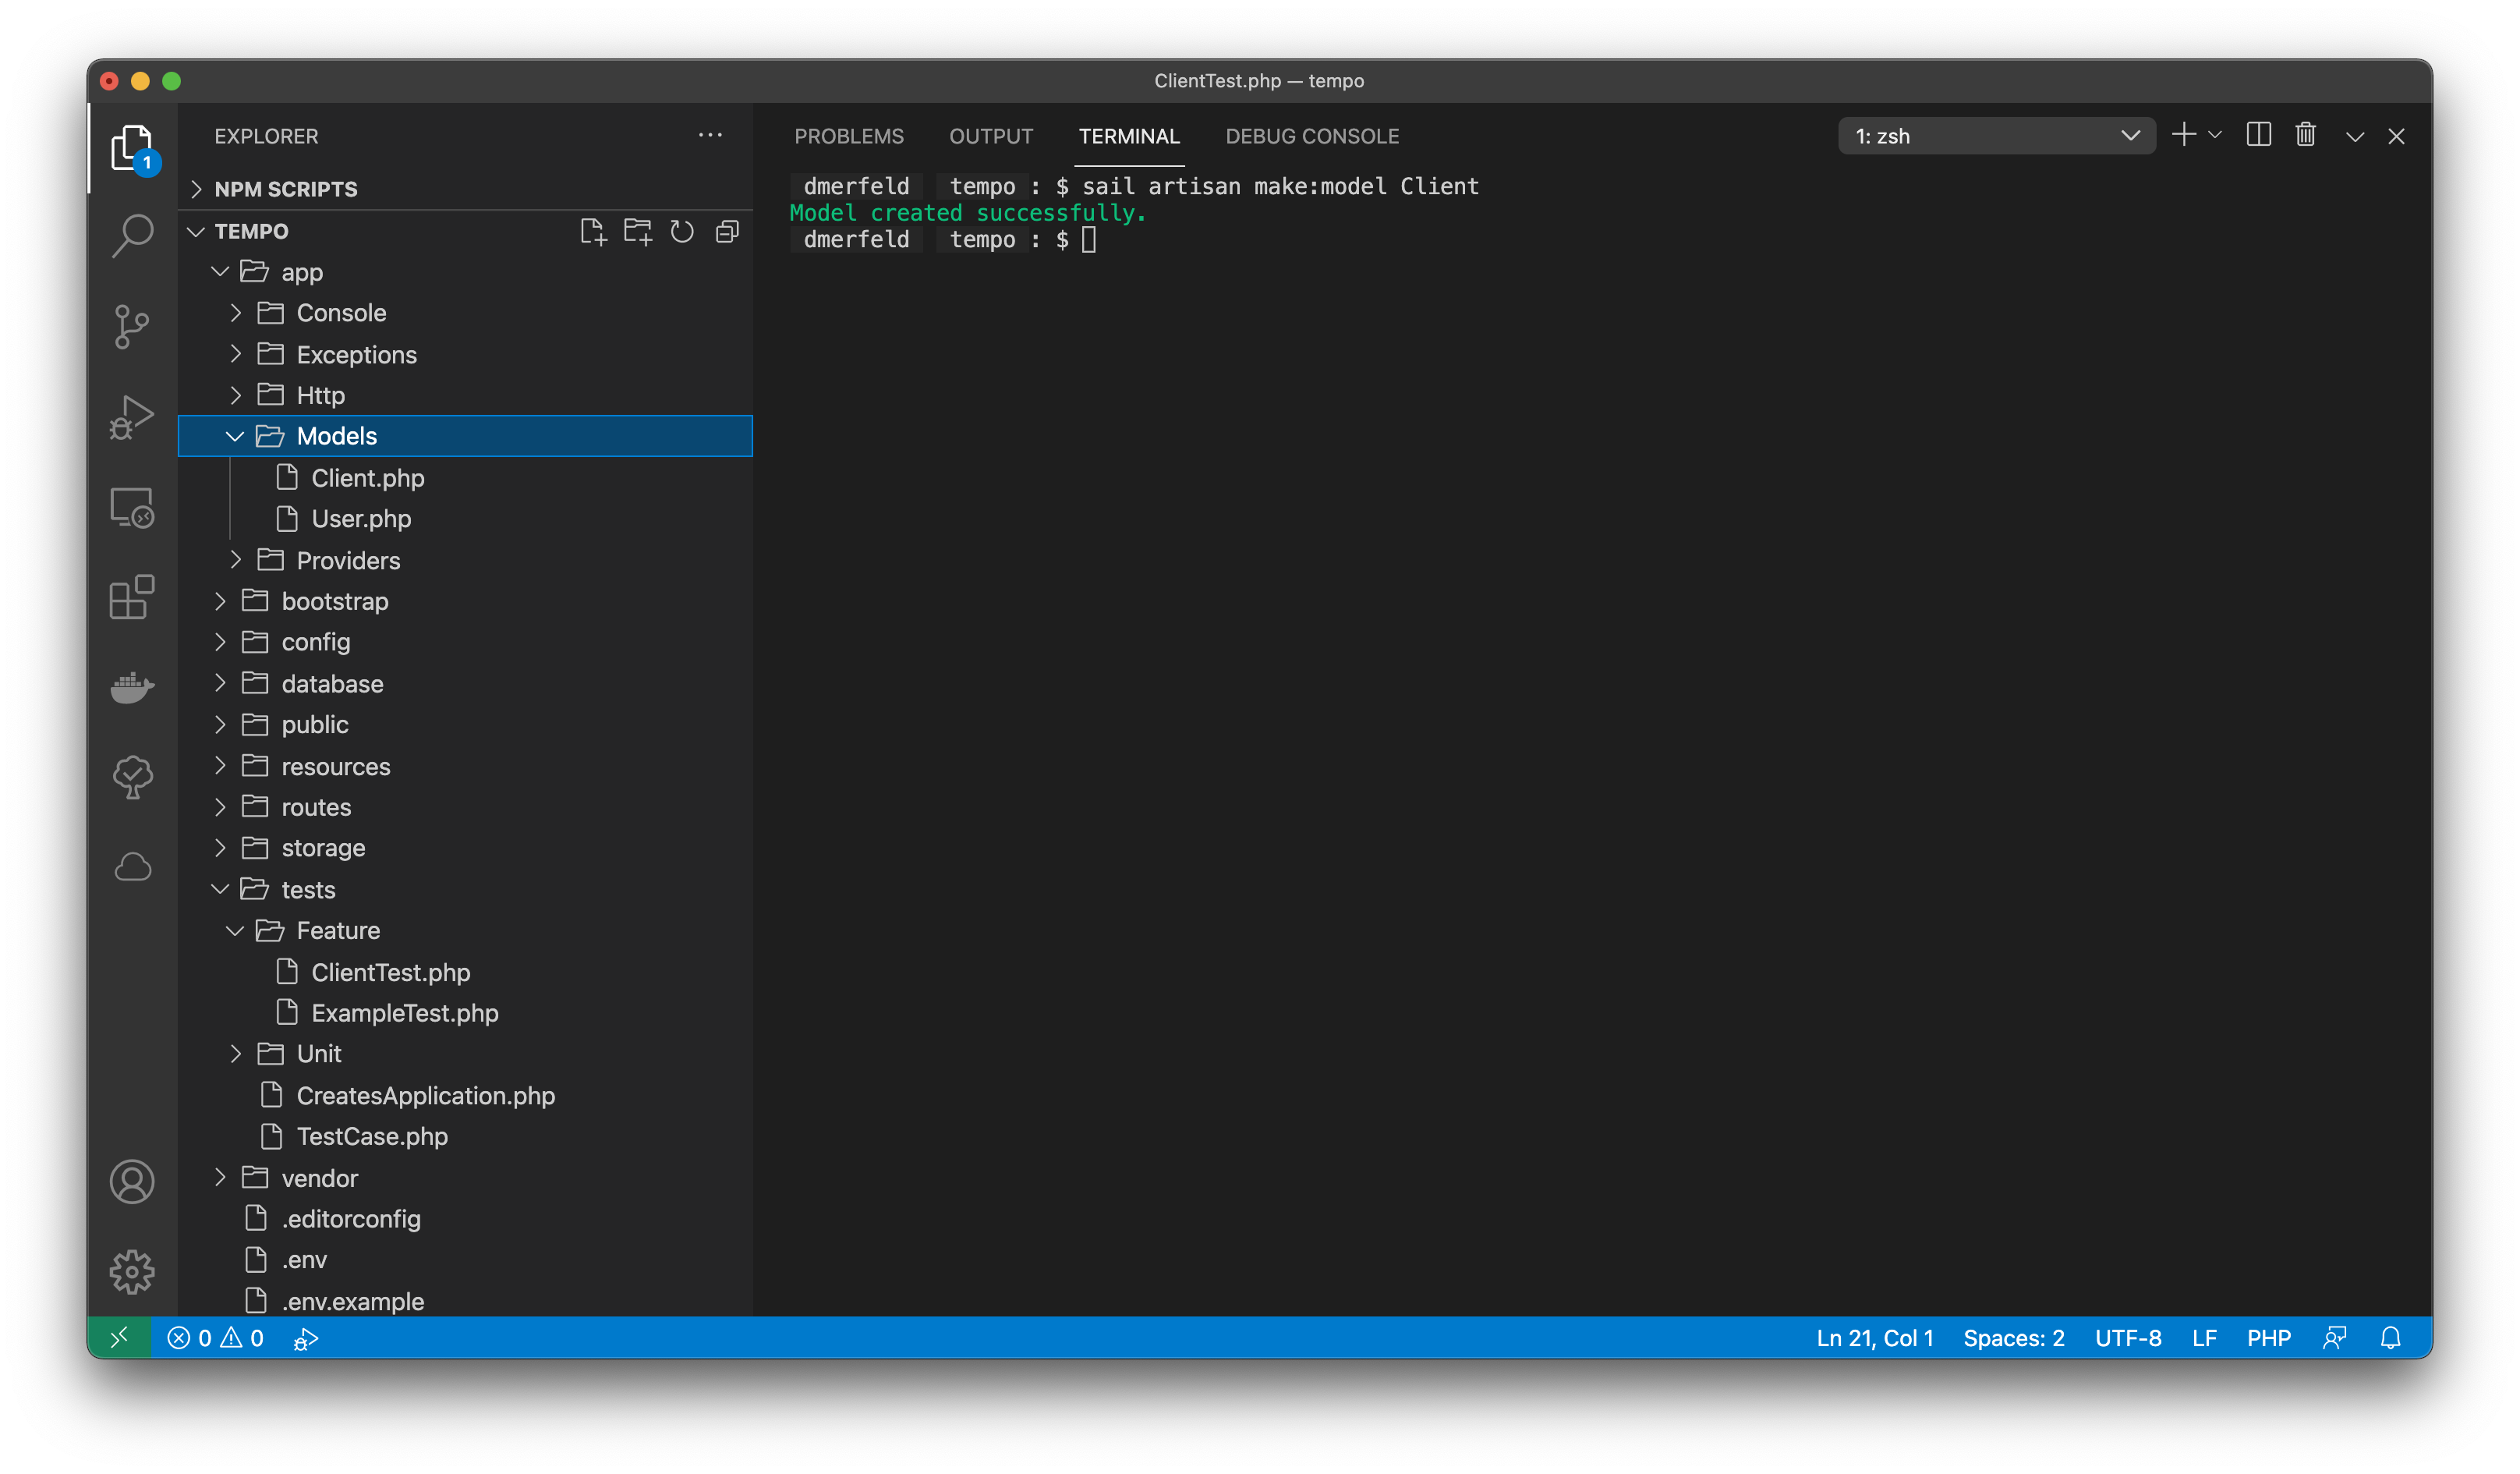 ClientTest.php — tempo
1
EXPLORER
NPM SCRIPTS
TEMPO
app
Console
Exceptions
Http
Models
Client.php
User.php
Providers
bootstrap
config
database
public
resources
routes
storage
tests
Feature
ClientTest.php
ExampleTest.php
Unit
CreatesApplication.php
TestCase.php
vendor
.editorconfig
.env
.env.example
PROBLEMS OUTPUT TERMINAL DEBUG CONSOLE 1: zsh
dmerfeld tempo : $ sail artisan make:model Client
Model created successfully.
dmerfeld tempo : $
0 0 Ln 21, Col 1 Spaces: 2 UTF-8 LF PHP